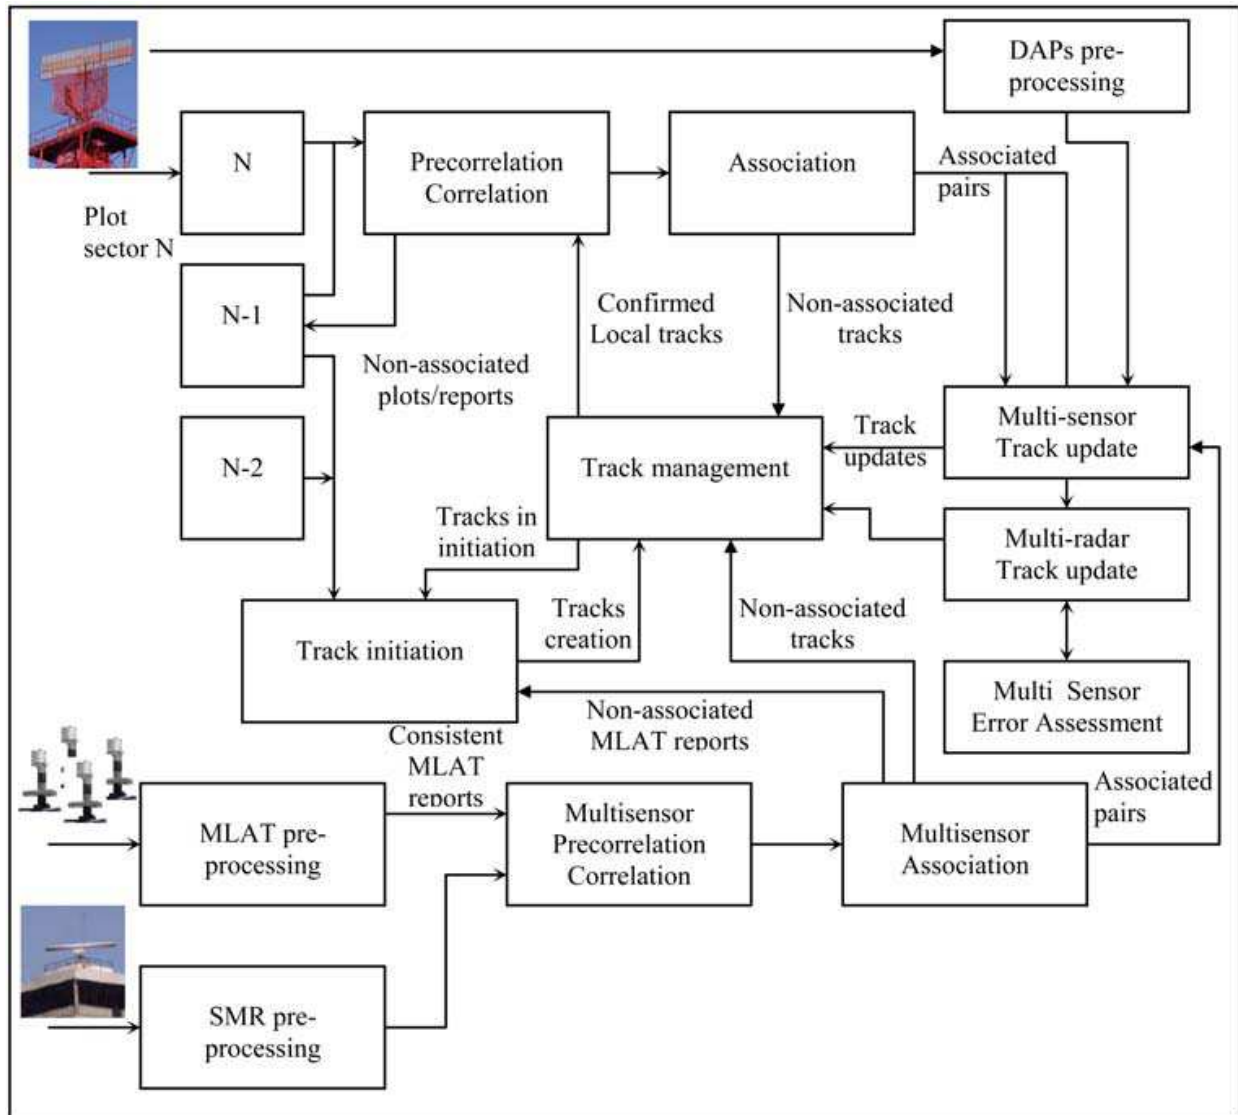 DAPs pre-
processing
N
Precorrelation
Correlation
Association
Associated
pairs
Plot
sector N
N-1
Confirmed
Local tracks
Non-associated
tracks
Non-associated
plots/reports
N-2
Track management
Track
updates
Multi-sensor
Track update
Tracks in
initiation
Multi-radar
Track update
Track initiation
Tracks
creation
Non-associated
tracks
Multi Sensor
Error Assessment
Non-associated
MLAT reports
Consistent
MLAT
reports
Associated
pairs
MLAT pre-
processing
Multisensor
Precorrelation
Correlation
Multisensor
Association
SMR pre-
processing